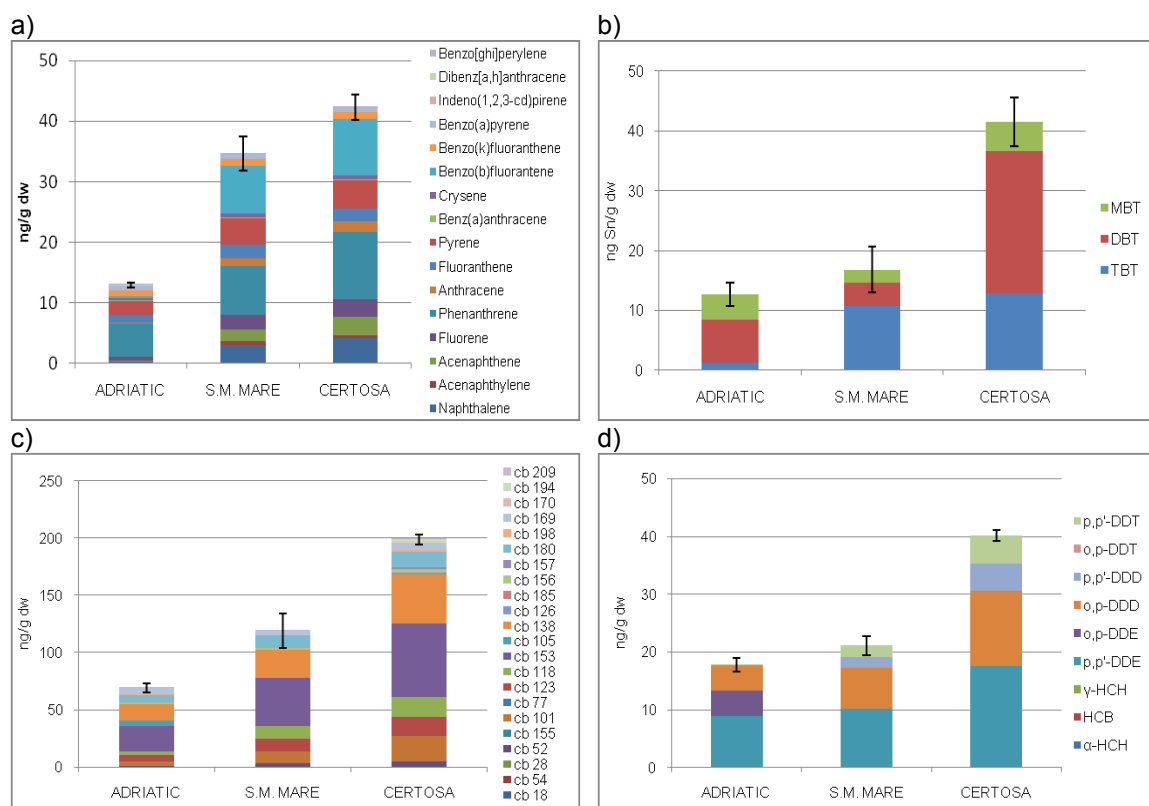 a)
50
40
30
20
10
0
ng/g dw
ADRIATIC
S.M. MARE
CERTOSA
Benzo[ghi]perylene
Dibenz[a,h]anthracene
Indeno(1,2,3-cd)pirene
Benzo(a)pyrene
Benzo(k)fluoranthene
Benzo(b)fluorantene
Crysene
Benz(a)anthracene
Pyrene
Fluoranthene
Anthracene
Phenanthrene
Fluorene
Acenaphthene
Acenaphthylene
Naphthalene
b)
50
40
30
20
10
0
ng Sn/g dw
ADRIATIC
S.M. MARE
CERTOSA
MBT
DBT
TBT
c)
250
200
150
100
50
0
ng/g dw
ADRIATIC
S.M. MARE
CERTOSA
cb 209
cb 194
cb 170
cb 169
cb 198
cb 180
cb 157
cb 156
cb 185
cb 126
cb 138
cb 105
cb 153
cb 118
cb 123
cb 77
cb 101
cb 155
cb 52
cb 28
cb 54
cb 18
d)
50
40
30
20
10
0
ng/g dw
ADRIATIC
S.M. MARE
CERTOSA
p,p'-DDT
o,p-DDT
p,p'-DDD
o,p-DDD
o,p-DDE
p,p'-DDE
γ-HCH
HCB
α-HCH